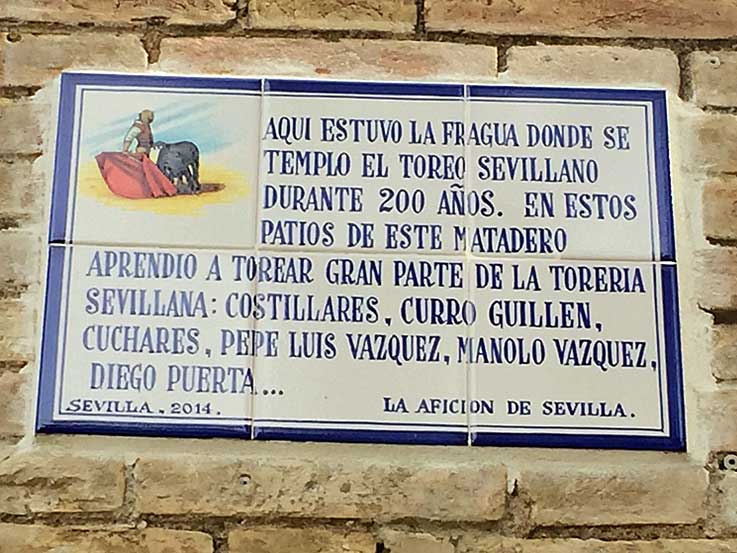 AQUI ESTUVO LA FRAGUA DONDE SE
TEMPLO EL TOREO SEVILLANO
DURANTE 200 AÑOS. EN ESTOS
PATIOS DE ESTE MATADERO
APRENDIO A TOREAR GRAN PARTE DE LA TORERIA
SEVILLANA: COSTILLARES, CURRO GUILLEN,
CUCHARES, PEPE LUIS VAZQUEZ, MANOLO VAZQUEZ,
DIEGO PUERTA...
SEVILLA. 2014. LA AFICION DE SEVILLA.